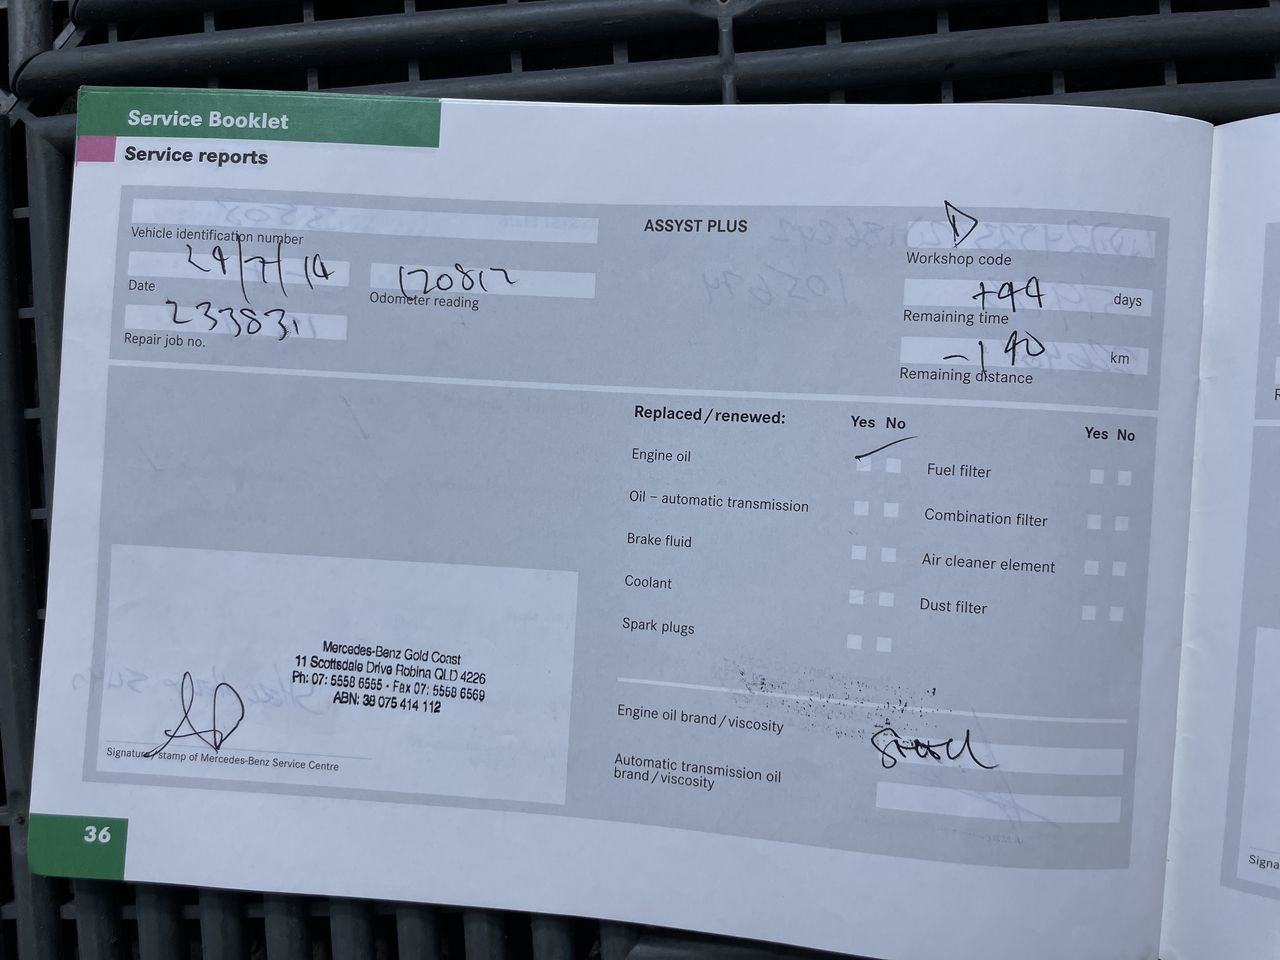 Service Booklet
Service reports
Vehicle identification number
29/7/14
Date
120812
Odometer reading
233831
Repair job no.
ASSYST PLUS
D
Workshop code
+99 days
Remaining time
-190 km
Remaining distance
Replaced / renewed: Yes No
Engine oil
Oil – automatic transmission
Brake fluid
Coolant
Spark plugs
Yes No
Fuel filter
Combination filter
Air cleaner element
Dust filter
Mercedes-Benz Gold Coast
11 Scottsdale Drive Robina QLD 4226
Ph: 07: 5558 6555 - Fax 07: 5558 6569
ABN: 38 075 414 112
Signature / stamp of Mercedes-Benz Service Centre
Engine oil brand / viscosity
Automatic transmission oil
brand / viscosity
36
Signa